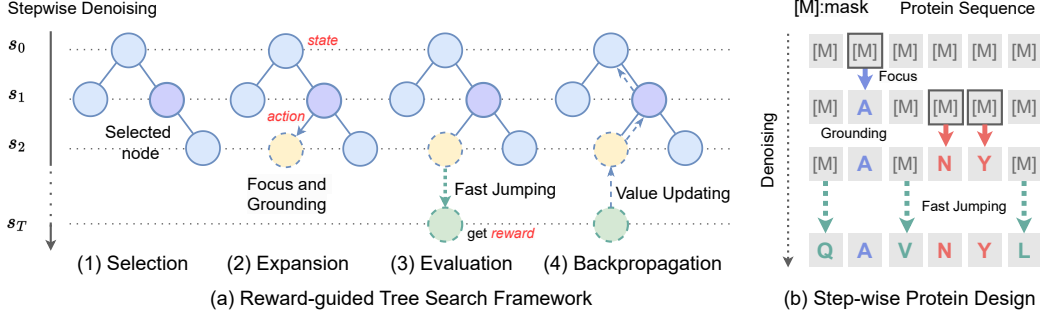 Stepwise Denoising
s0
s1
s2
sT
Selected
node
(1) Selection
state
action
Focus and
Grounding
(2) Expansion
Fast Jumping
get reward
(3) Evaluation
Value Updating
(4) Backpropagation
(a) Reward-guided Tree Search Framework
[M]:mask Protein Sequence
Denoising
[M] [M] [M] [M] [M] [M]
Focus
[M] A [M] [M] [M] [M]
Grounding
[M] A [M] N Y [M]
Fast Jumping
Q A V N Y L
(b) Step-wise Protein Design